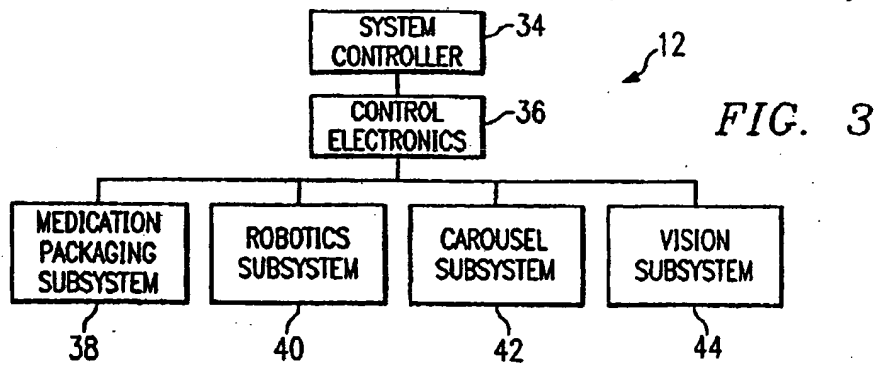 SYSTEM
CONTROLLER
34
12
CONTROL
ELECTRONICS
36
FIG. 3
MEDICATION
PACKAGING
SUBSYSTEM
ROBOTICS
SUBSYSTEM
CAROUSEL
SUBSYSTEM
VISION
SUBSYSTEM
38
40
42
44